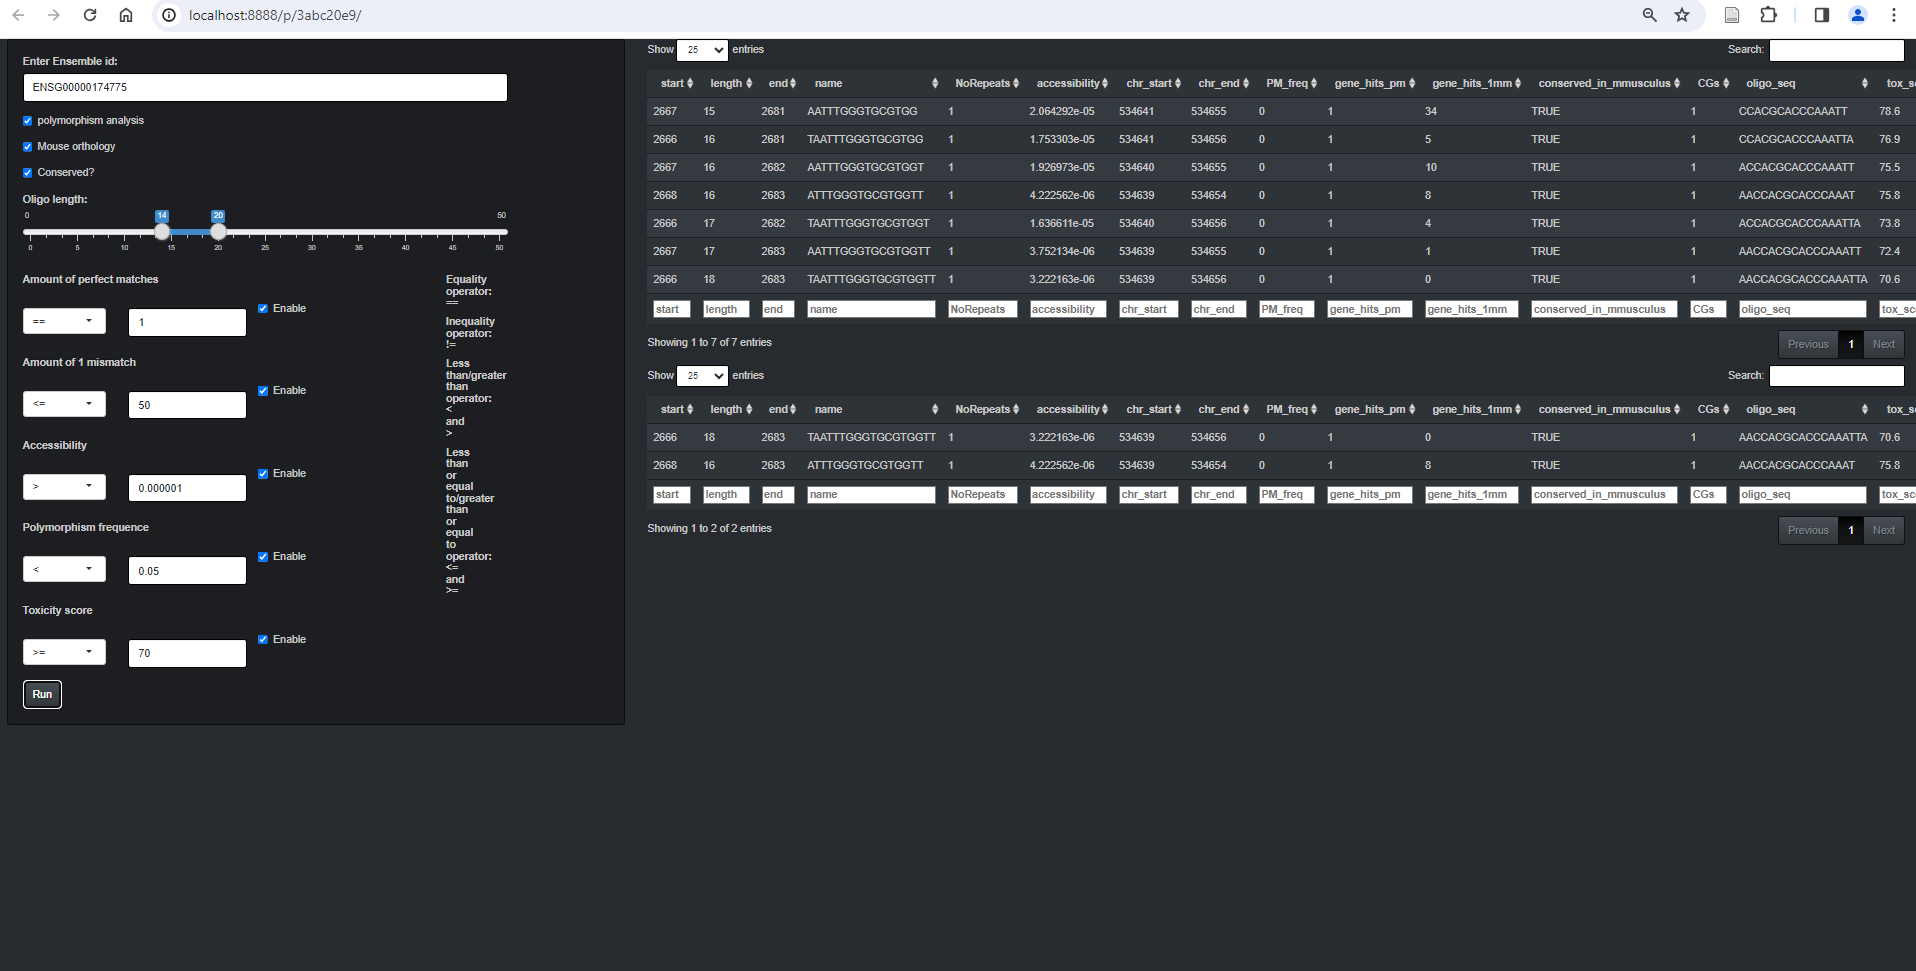 localhost:8888/p/3abc20e9/
Enter Ensemble id:
ENSG00000174775
polymorphism analysis
Mouse orthology
Conserved?
Oligo length:
0 14 20 50
0 5 10 15 20 25 30 35 40 45 50
Amount of perfect matches
== 1 Enable
Amount of 1 mismatch
<= 50 Enable
Accessibility
> 0.000001 Enable
Polymorphism frequence
< 0.05 Enable
Toxicity score
>= 70 Enable
Run
Equality
operator:
==
Inequality
operator:
!=
Less
than/greater
than
operator:
<
and
>
Less
than
or
equal
to/greater
than
or
equal
to
operator:
<=
and
>=
Show 25 entries Search:
start length end name NoRepeats accessibility chr_start chr_end PM_freq gene_hits_pm gene_hits_1mm conserved_in_mmusculus CGs oligo_seq tox_s
2667 15 2681 AATTTGGGTGCGTGG 1 2.064292e-05 534641 534655 0 1 34 TRUE 1 CCACGCACCCAAATT 78.6
2666 16 2681 TAATTTGGGTGCGTGG 1 1.753303e-05 534641 534656 0 1 5 TRUE 1 CCACGCACCCAAATTA 76.9
2667 16 2682 AATTTGGGTGCGTGGT 1 1.926973e-05 534640 534655 0 1 10 TRUE 1 ACCACGCACCCAAATT 75.5
2668 16 2683 ATTTGGGTGCGTGGTT 1 4.222562e-06 534639 534654 0 1 8 TRUE 1 AACCACGCACCCAAAT 75.8
2666 17 2682 TAATTTGGGTGCGTGGT 1 1.636611e-05 534640 534656 0 1 4 TRUE 1 ACCACGCACCCAAATTA 73.8
2667 17 2683 AATTTGGGTGCGTGGTT 1 3.752134e-06 534639 534655 0 1 1 TRUE 1 AACCACGCACCCAAATT 72.4
2666 18 2683 TAATTTGGGTGCGTGGTT 1 3.222163e-06 534639 534656 0 1 0 TRUE 1 AACCACGCACCCAAATTA 70.6
start length end name NoRepeats accessibility chr_start chr_end PM_freq gene_hits_pm gene_hits_1mm conserved_in_mmusculus CGs oligo_seq tox_sc
Showing 1 to 7 of 7 entries
Previous 1 Next
Show 25 entries Search:
start length end name NoRepeats accessibility chr_start chr_end PM_freq gene_hits_pm gene_hits_1mm conserved_in_mmusculus CGs oligo_seq tox_s
2666 18 2683 TAATTTGGGTGCGTGGTT 1 3.222163e-06 534639 534656 0 1 0 TRUE 1 AACCACGCACCCAAATTA 70.6
2668 16 2683 ATTTGGGTGCGTGGTT 1 4.222562e-06 534639 534654 0 1 8 TRUE 1 AACCACGCACCCAAAT 75.8
start length end name NoRepeats accessibility chr_start chr_end PM_freq gene_hits_pm gene_hits_1mm conserved_in_mmusculus CGs oligo_seq tox_sc
Showing 1 to 2 of 2 entries
Previous 1 Next